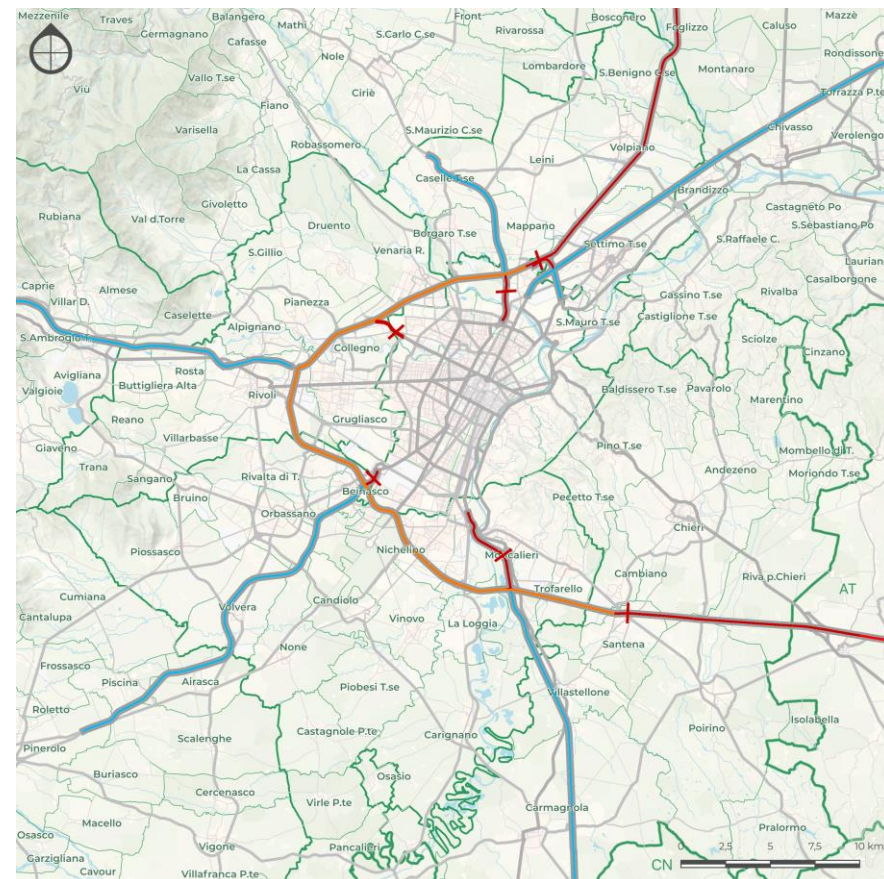 Mezzenile
Traves
Balangero
Mathi
Front
Rivarossa
Bosconero
Foglizzo
Caluso
Mazzè
Germagnano
Cafasse
S.Carlo C.se
Rondissone
Nole
Lombardore
S.Benigno C.se
Montanaro
Vallo T.se
Ciriè
Viù
Fiano
Torrazza P.te
Varisella
S.Maurizio C.se
Chivasso
Verolengo
Robassomero
Leini
Volpiano
La Cassa
Caselle T.se
Brandizzo
Rubiana
Val d.Torre
Givoletto
Druento
Mappano
Castagneto Po
Borgaro T.se
Settimo T.se
S.Raffaele C.
S.Sebastiano Po
S.Gillio
Venaria R.
Caprie
Almese
Laurian
Casalborgone
Villar D.
Pianezza
Gassino T.se
Rivalba
Caselette
Castiglione T.se
S.Ambrogio T.
Alpignano
S.Mauro T.se
Sciolze
Collegno
Cinzano
Avigliana
Rosta
Valgioie
Buttigliera Alta
Rivoli
Baldissero T.se
Pavarolo
Marentino
Reano
Grugliasco
Giaveno
Villarbasse
Pino T.se
Mombello di T.
Trana
Andezeno
Moriondo T.se
Sangano
Rivalta di T.
Bruino
Beinasco
Pecetto T.se
Orbassano
Chieri
Piossasco
Nichelino
Moncalieri
Cambiano
Riva p.Chieri
Trofarello
AT
Cumiana
Volvera
Candiolo
Cantalupa
Vinovo
La Loggia
Santena
None
Frossasco
Piscina
Airasca
Piobesi T.se
Villastellone
Roletto
Isolabella
Castagnole P.te
Carignano
Poirino
Pinerolo
Scalenghe
Buriasco
Osasio
Cercenasco
Virle P.te
Carmagnola
Macello
Osasco
Vigone
Pancalieri
Pralormo
Garzigliana
Cavour
Villafranca P.te
CN
0 2,5 5 7,5 10 km